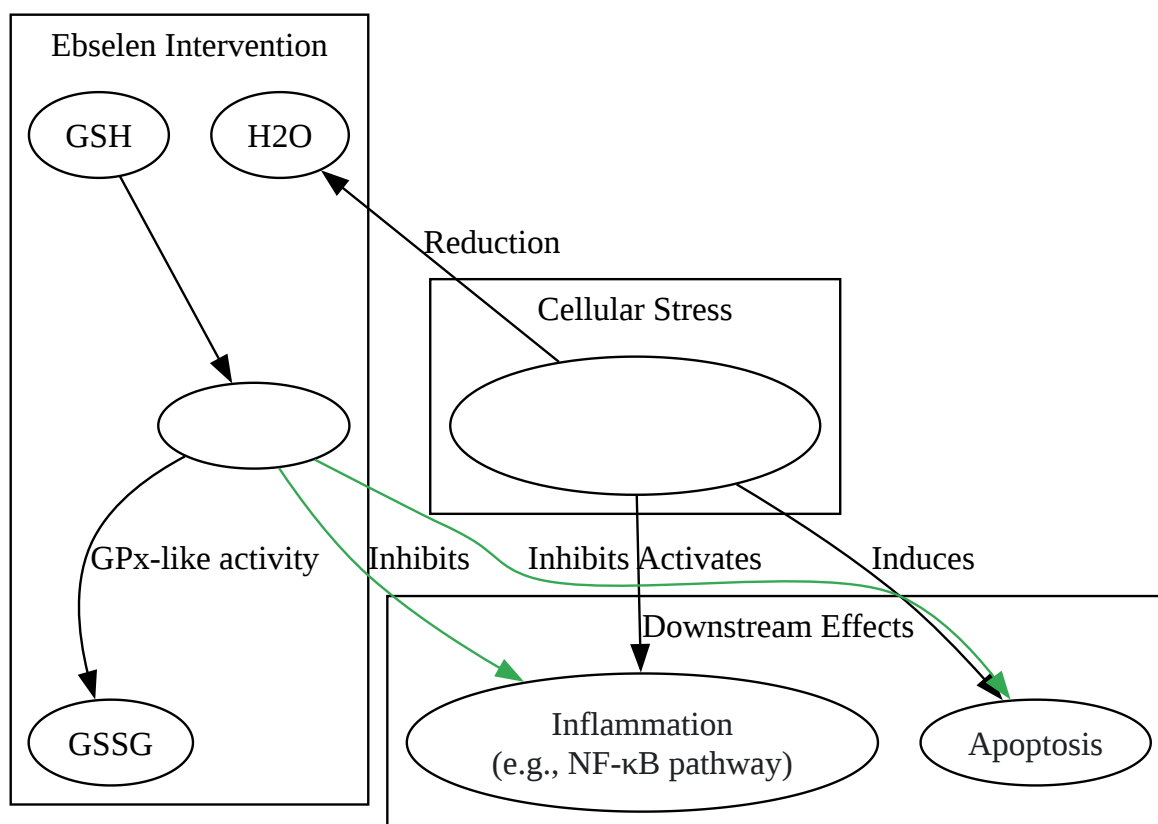 Ebselen Intervention
GSH
H2O
Reduction
Cellular Stress
GPx-like activity
Inhibits
Inhibits
Activates
Induces
Downstream Effects
GSSG
Inflammation
(e.g., NF-κB pathway)
Apoptosis